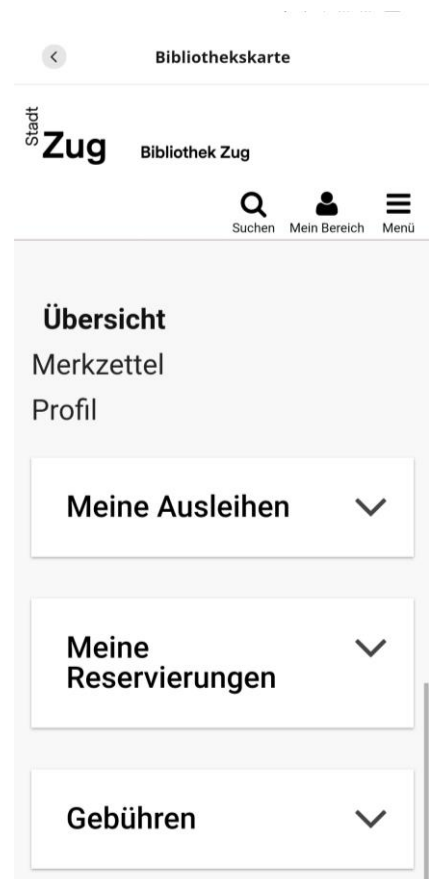 Bibliothekskarte
Stadt
Zug
Bibliothek Zug
Suchen Mein Bereich Menü
Übersicht
Merkzettel
Profil
Meine Ausleihen
Meine
Reservierungen
Gebühren